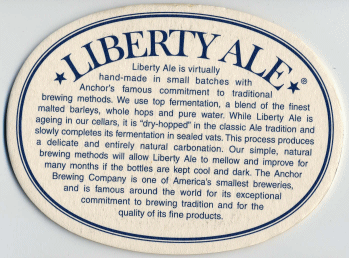 ★LIBERTY ALE★®
Liberty Ale is virtually
hand-made in small batches with
Anchor's famous commitment to traditional
brewing methods. We use top fermentation, a blend of the finest
malted barleys, whole hops and pure water. While Liberty Ale is
ageing in our cellars, it is "dry-hopped" in the classic Ale tradition and
slowly completes its fermentation in sealed vats. This process produces
a delicate and entirely natural carbonation. Our simple, natural
brewing methods will allow Liberty Ale to mellow and improve for
many months if the bottles are kept cool and dark. The Anchor
Brewing Company is one of America's smallest breweries,
and is famous around the world for its exceptional
commitment to brewing tradition and for the
quality of its fine products.